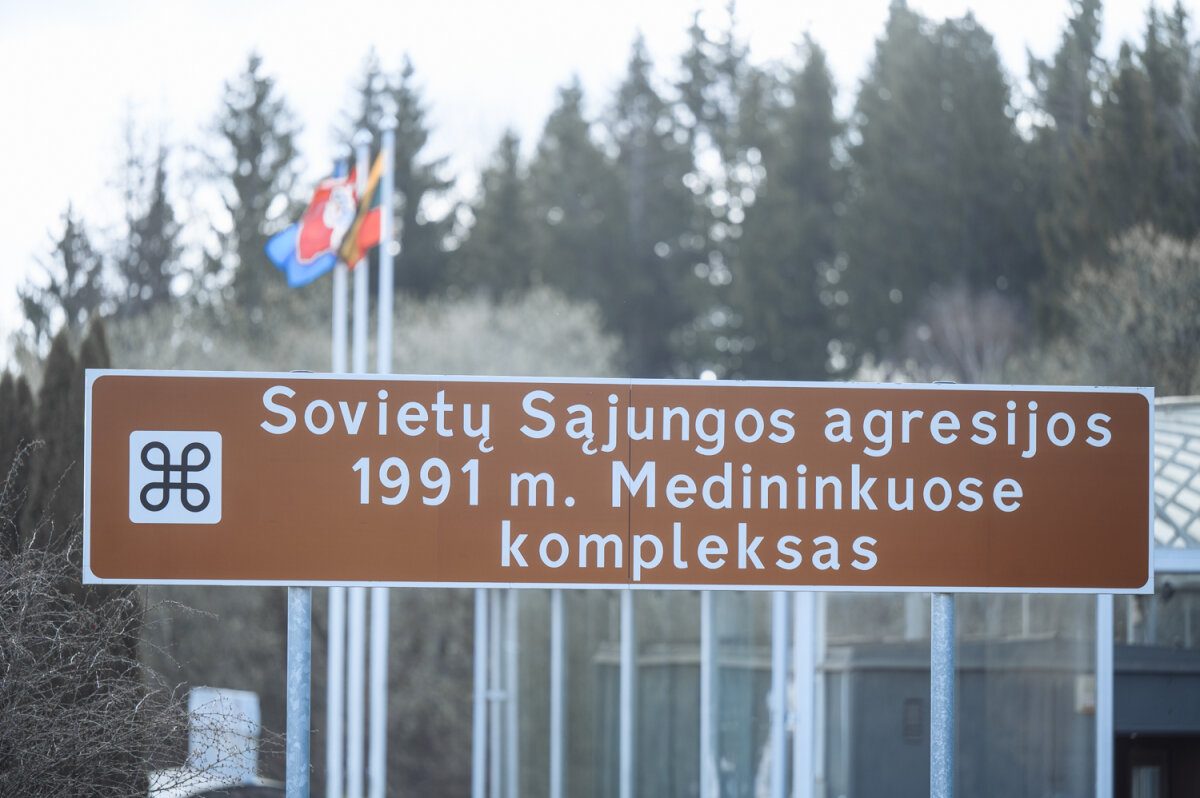 Sovietų Sąjungos agresijos
1991 m. Medininkuose
kompleksas